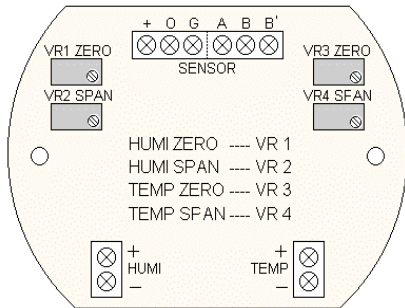 + O G A B B'
SENSOR
VR1 ZERO
VR2 SPAN
VR3 ZERO
VR4 SPAN
HUMI ZERO ---- VR 1
HUMI SPAN ---- VR 2
TEMP ZERO ---- VR 3
TEMP SPAN ---- VR 4
+
HUMI
−
+
TEMP
−